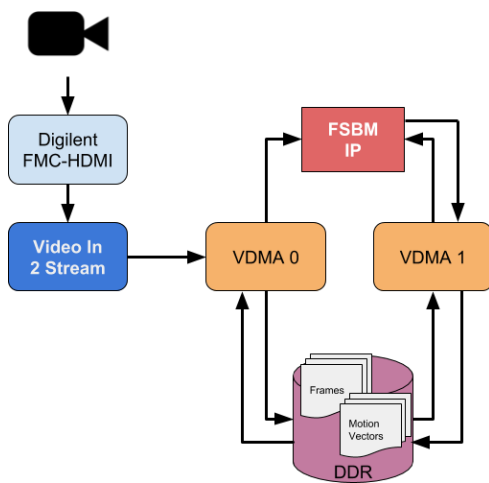 Digilent
FMC-HDMI
FSBM
IP
Video In
2 Stream
VDMA 0
VDMA 1
Frames
Motion
Vectors
DDR